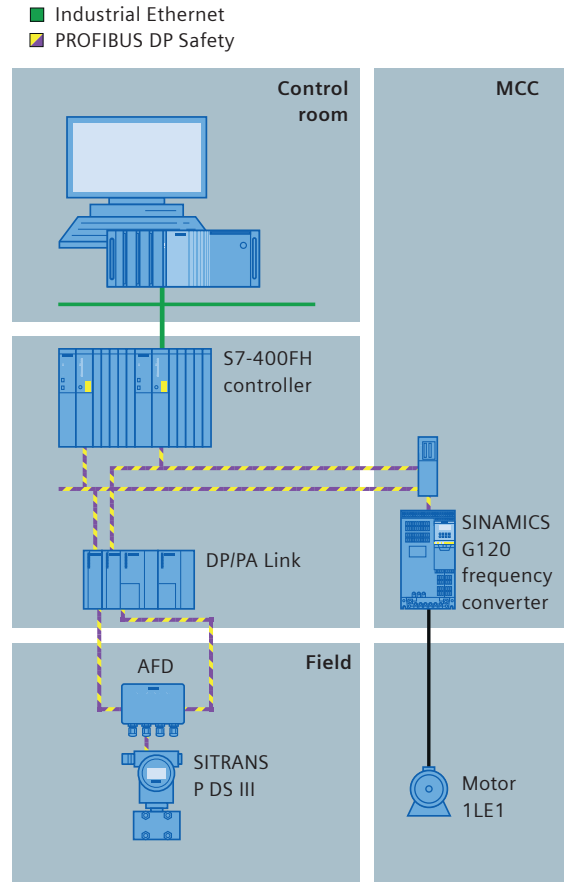 Industrial Ethernet
PROFIBUS DP Safety
Control
room
MCC
S7-400FH
controller
SINAMICS
G120
frequency
converter
DP/PA Link
AFD
Field
SITRANS
P DS III
Motor
1LE1